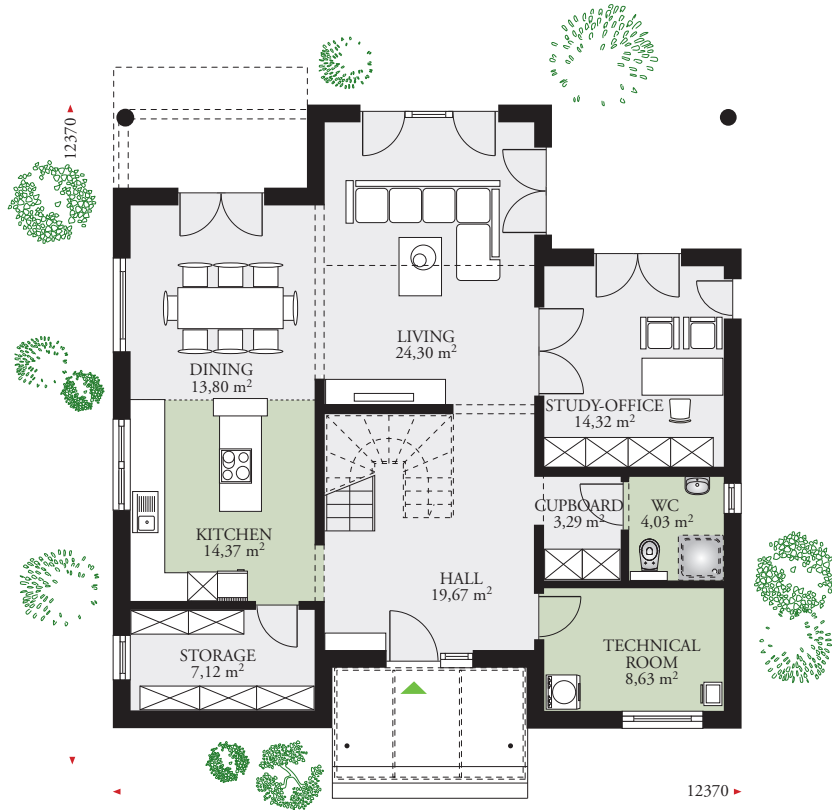 12370
LIVING
24,30 m²
DINING
13,80 m²
STUDY-OFFICE
14,32 m²
CUPBOARD
3,29 m²
WC
4,03 m²
KITCHEN
14,37 m²
HALL
19,67 m²
STORAGE
7,12 m²
TECHNICAL
ROOM
8,63 m²
12370